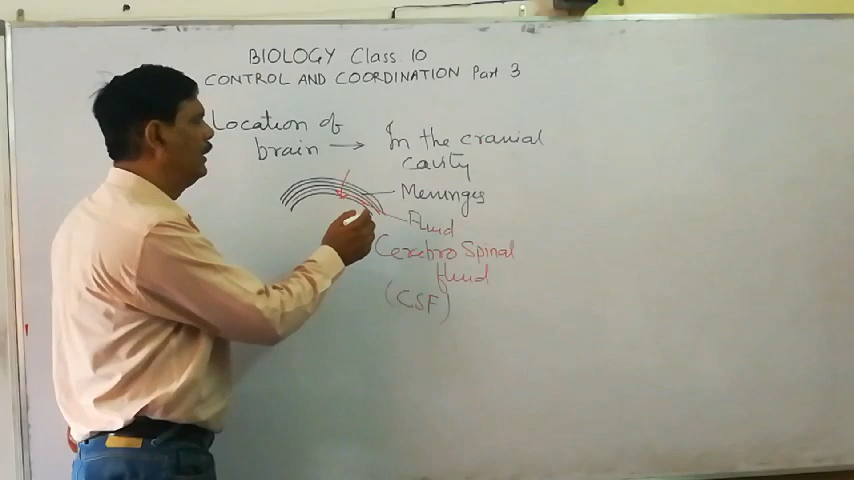 BIOLOGY Class 10
CONTROL AND COORDINATION Part 3
Location of
brain → In the cranial
cavity
Meninges
Fluid
Cerebro Spinal
fluid
(CSF)